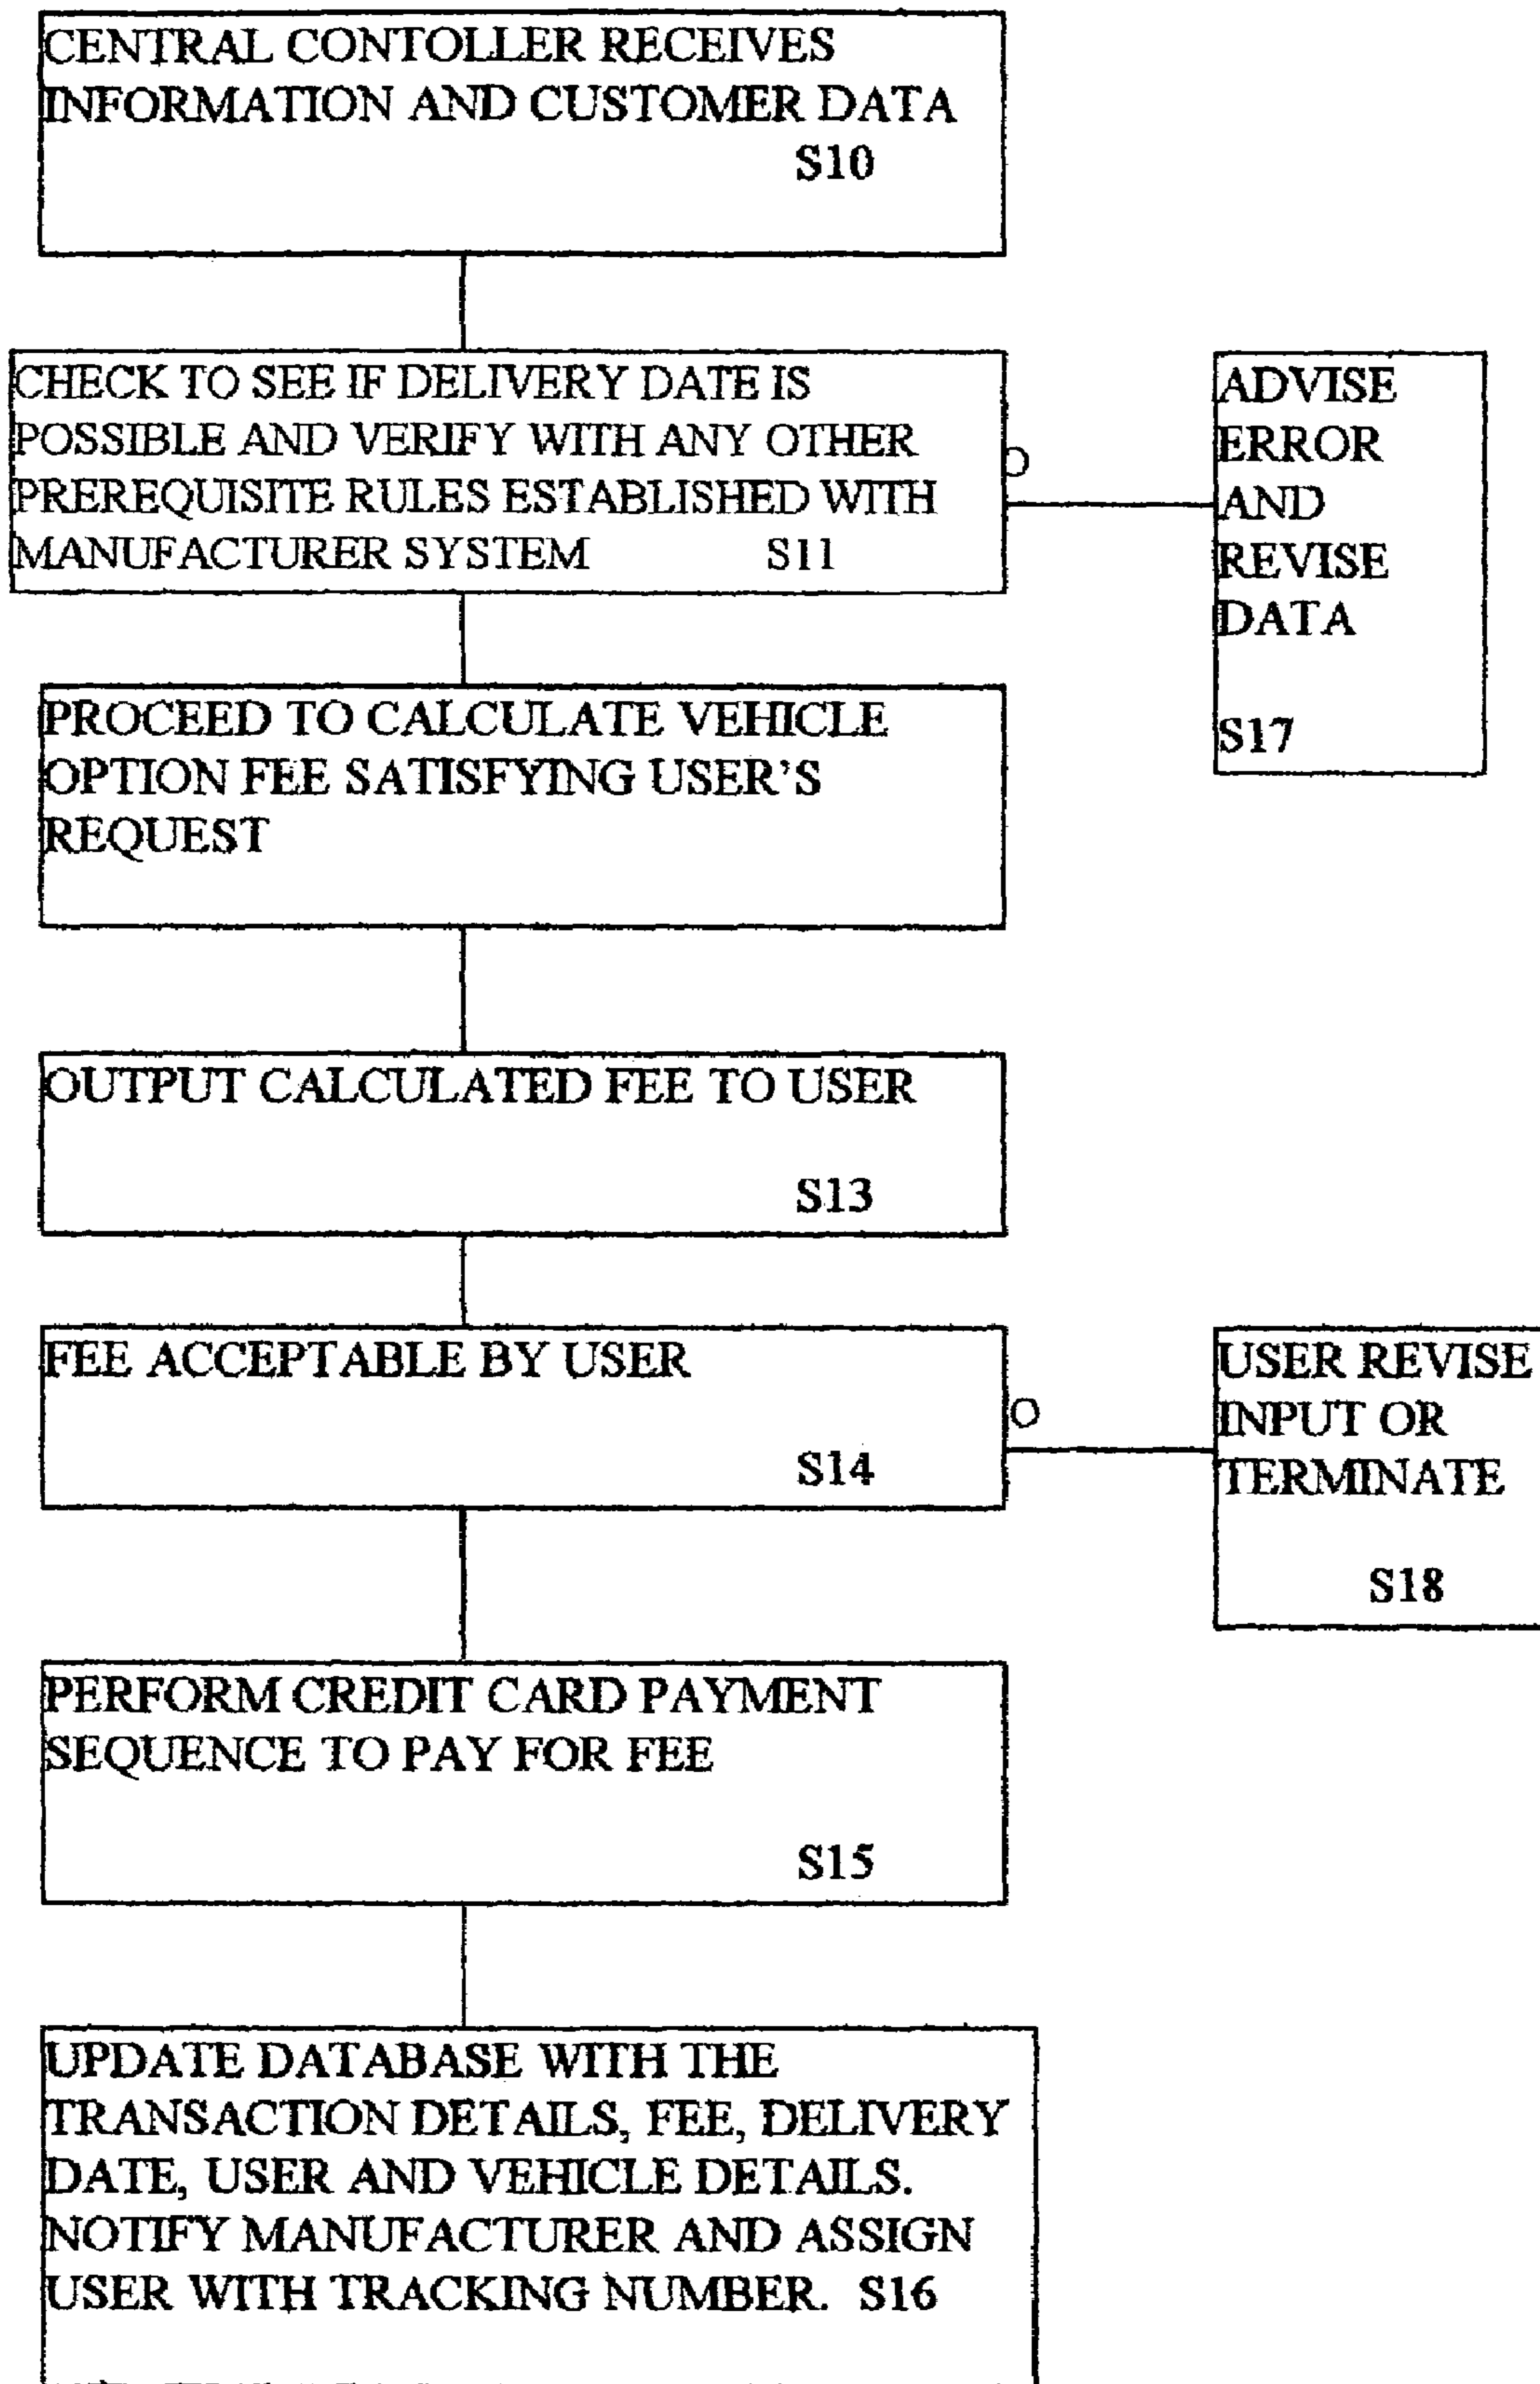 CENTRAL CONTOLLER RECEIVES
INFORMATION AND CUSTOMER DATA
S10
CHECK TO SEE IF DELIVERY DATE IS
POSSIBLE AND VERIFY WITH ANY OTHER
PREREQUISITE RULES ESTABLISHED WITH
MANUFACTURER SYSTEM S11
O
ADVISE
ERROR
AND
REVISE
DATA
S17
PROCEED TO CALCULATE VEHICLE
OPTION FEE SATISFYING USER'S
REQUEST
OUTPUT CALCULATED FEE TO USER
S13
FEE ACCEPTABLE BY USER
S14
O
USER REVISE
INPUT OR
TERMINATE
S18
PERFORM CREDIT CARD PAYMENT
SEQUENCE TO PAY FOR FEE
S15
UPDATE DATABASE WITH THE
TRANSACTION DETAILS, FEE, DELIVERY
DATE, USER AND VEHICLE DETAILS.
NOTIFY MANUFACTURER AND ASSIGN
USER WITH TRACKING NUMBER. S16